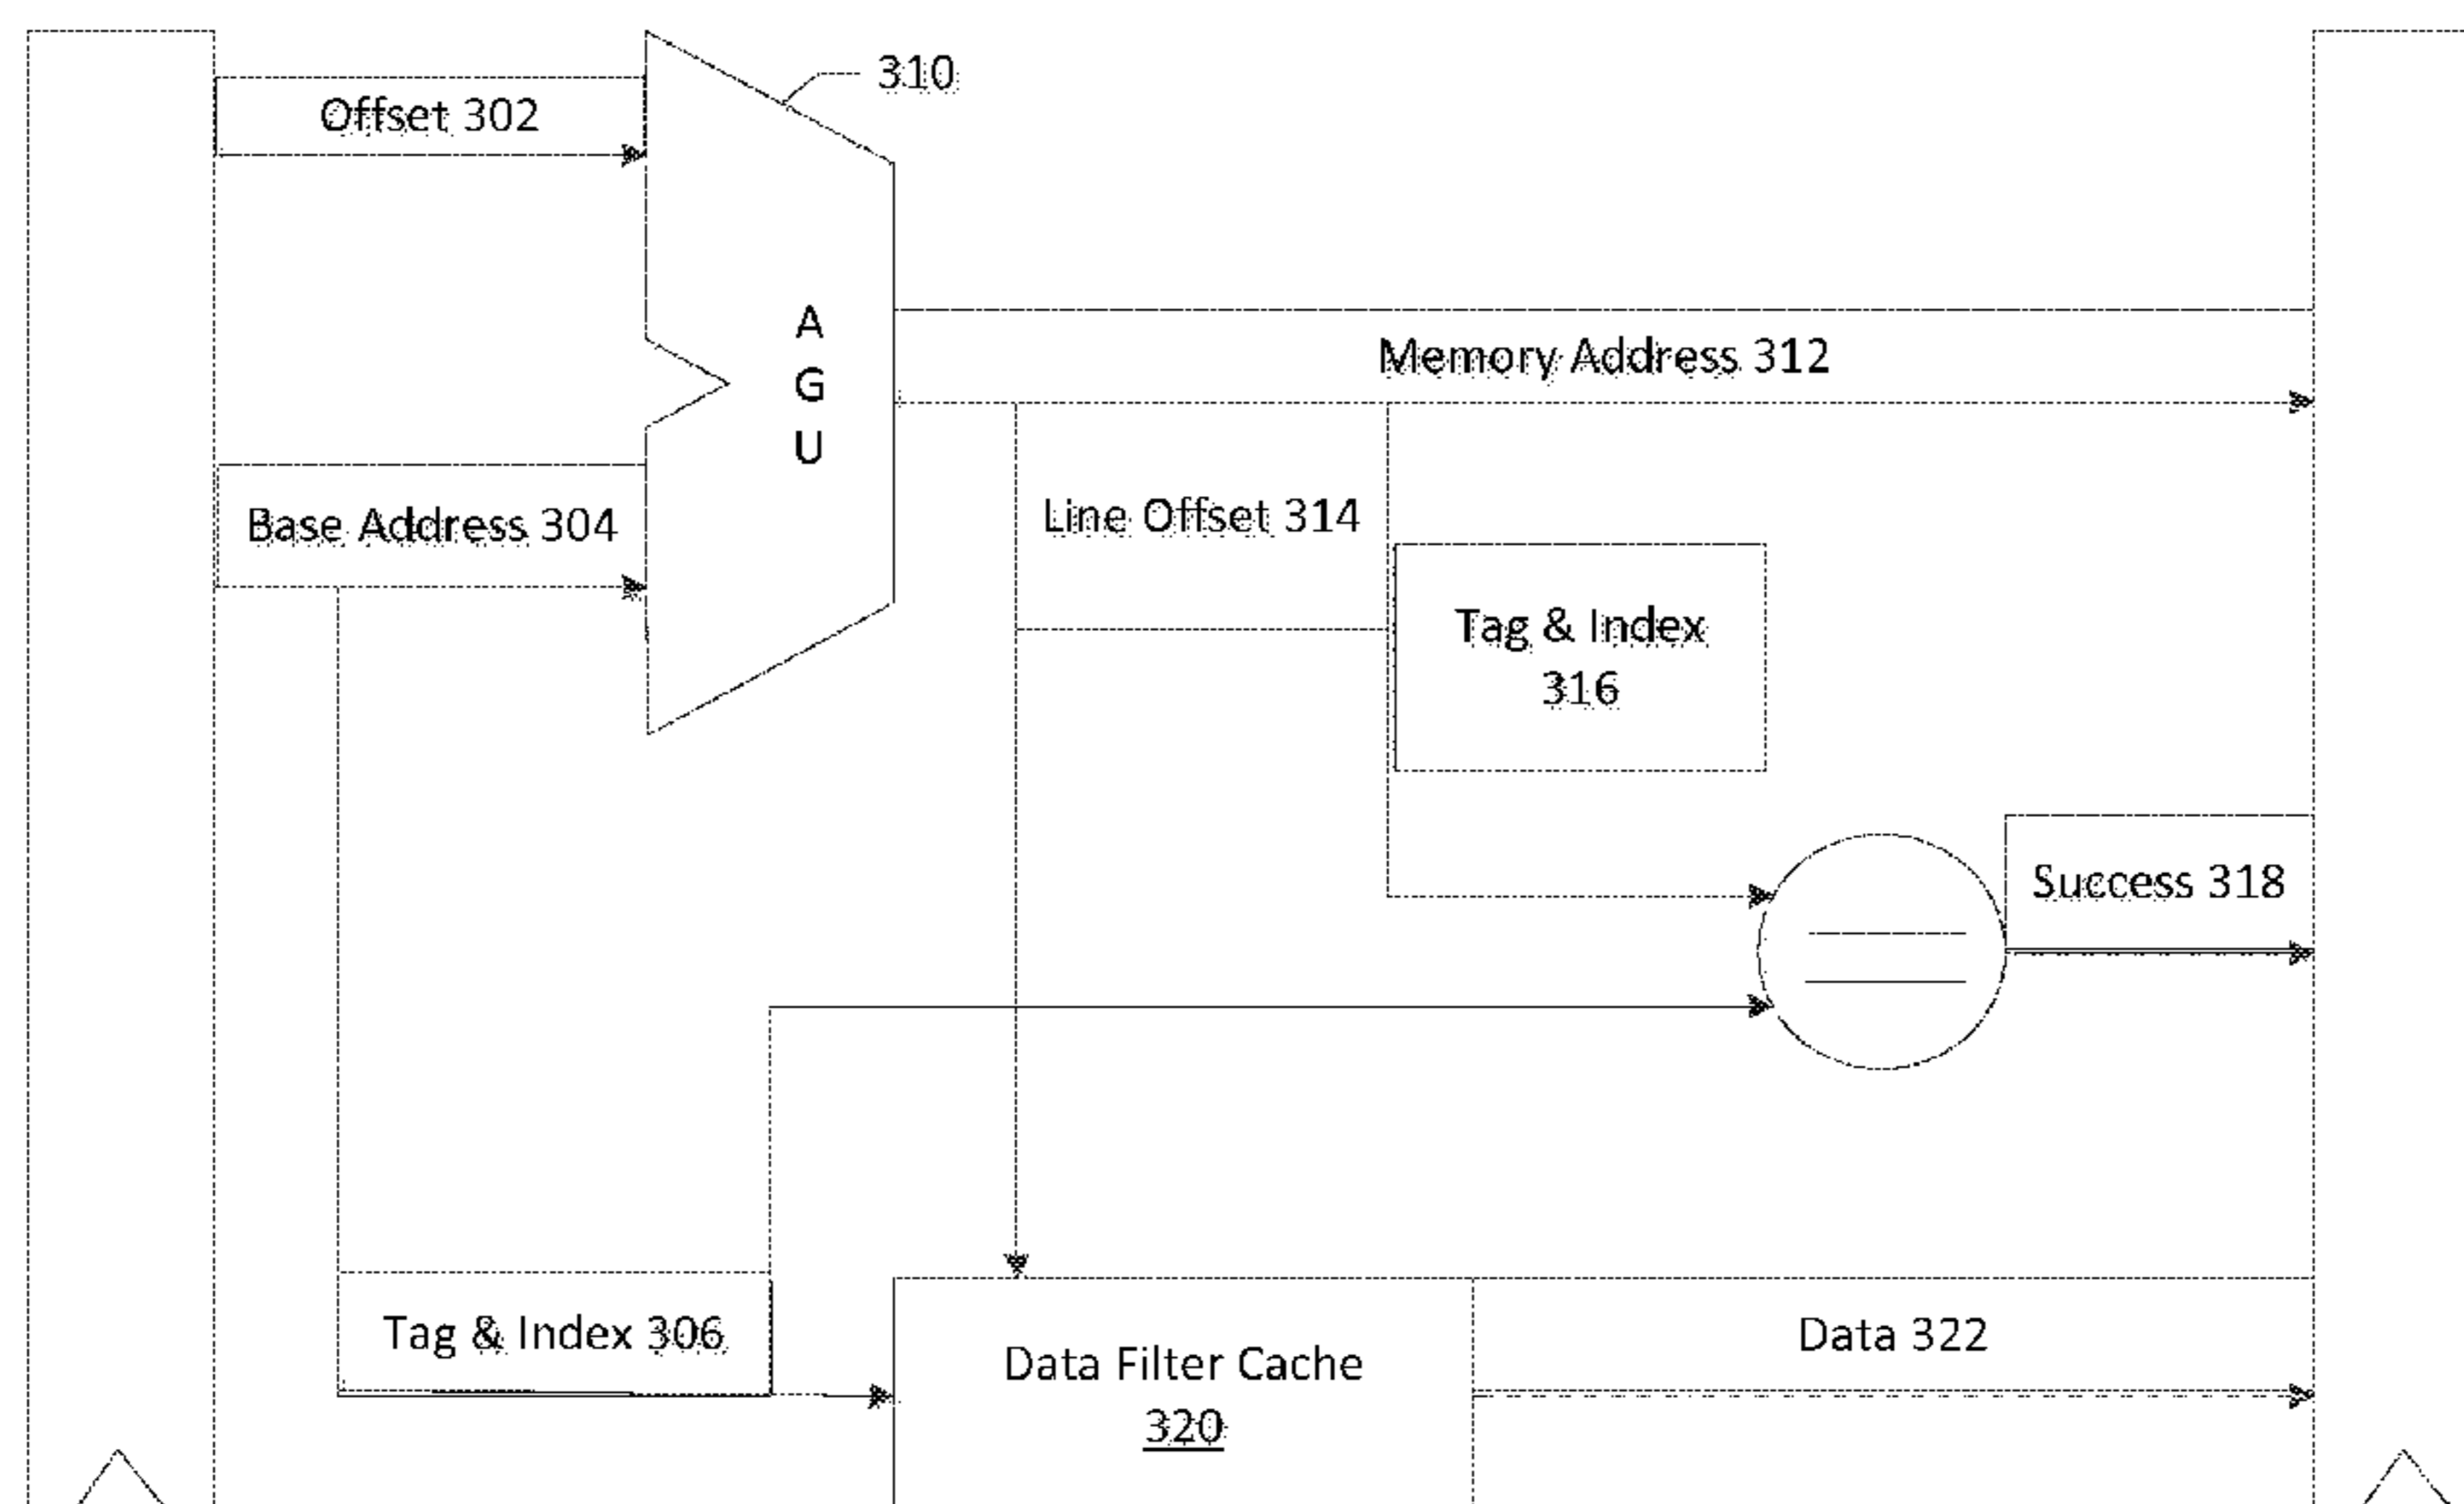 310
Offset 302
A
G
U
Memory Address 312
Base Address 304
Line Offset 314
Tag & Index
316
Success 318
Tag & Index 306
Data Filter Cache
320
Data 322